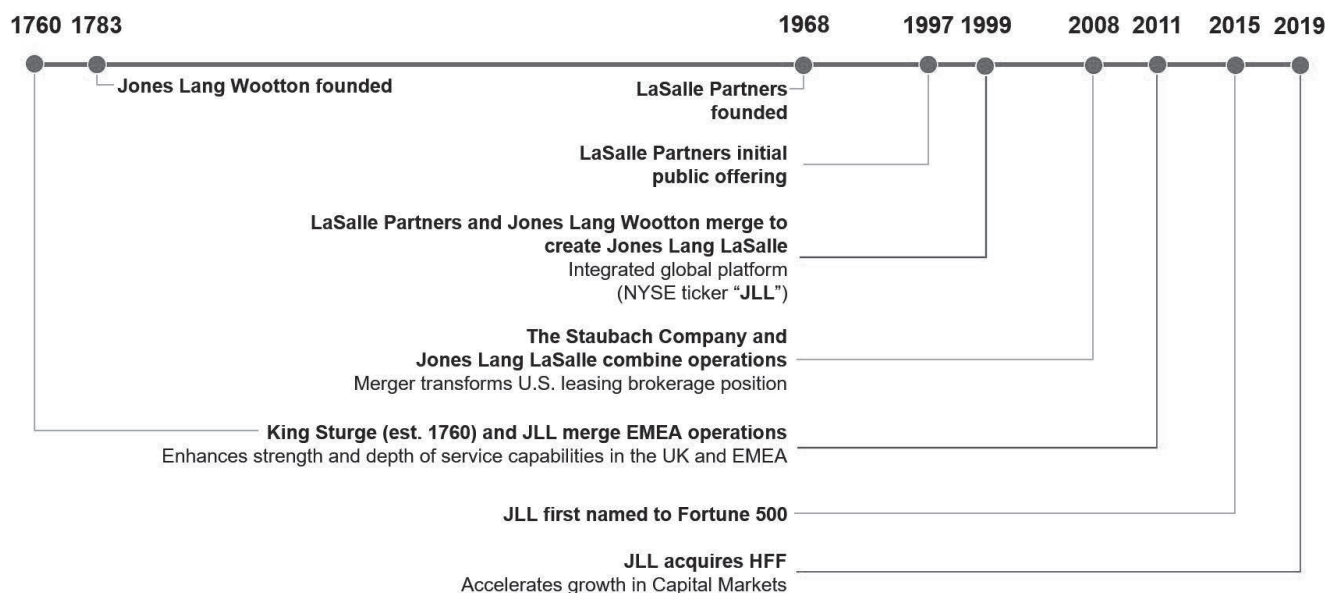 1760 1783 1968 1997 1999 2008 2011 2015 2019
Jones Lang Wootton founded
LaSalle Partners
founded
LaSalle Partners initial
public offering
LaSalle Partners and Jones Lang Wootton merge to
create Jones Lang LaSalle
Integrated global platform
(NYSE ticker “JLL”)
The Staubach Company and
Jones Lang LaSalle combine operations
Merger transforms U.S. leasing brokerage position
King Sturge (est. 1760) and JLL merge EMEA operations
Enhances strength and depth of service capabilities in the UK and EMEA
JLL first named to Fortune 500
JLL acquires HFF
Accelerates growth in Capital Markets